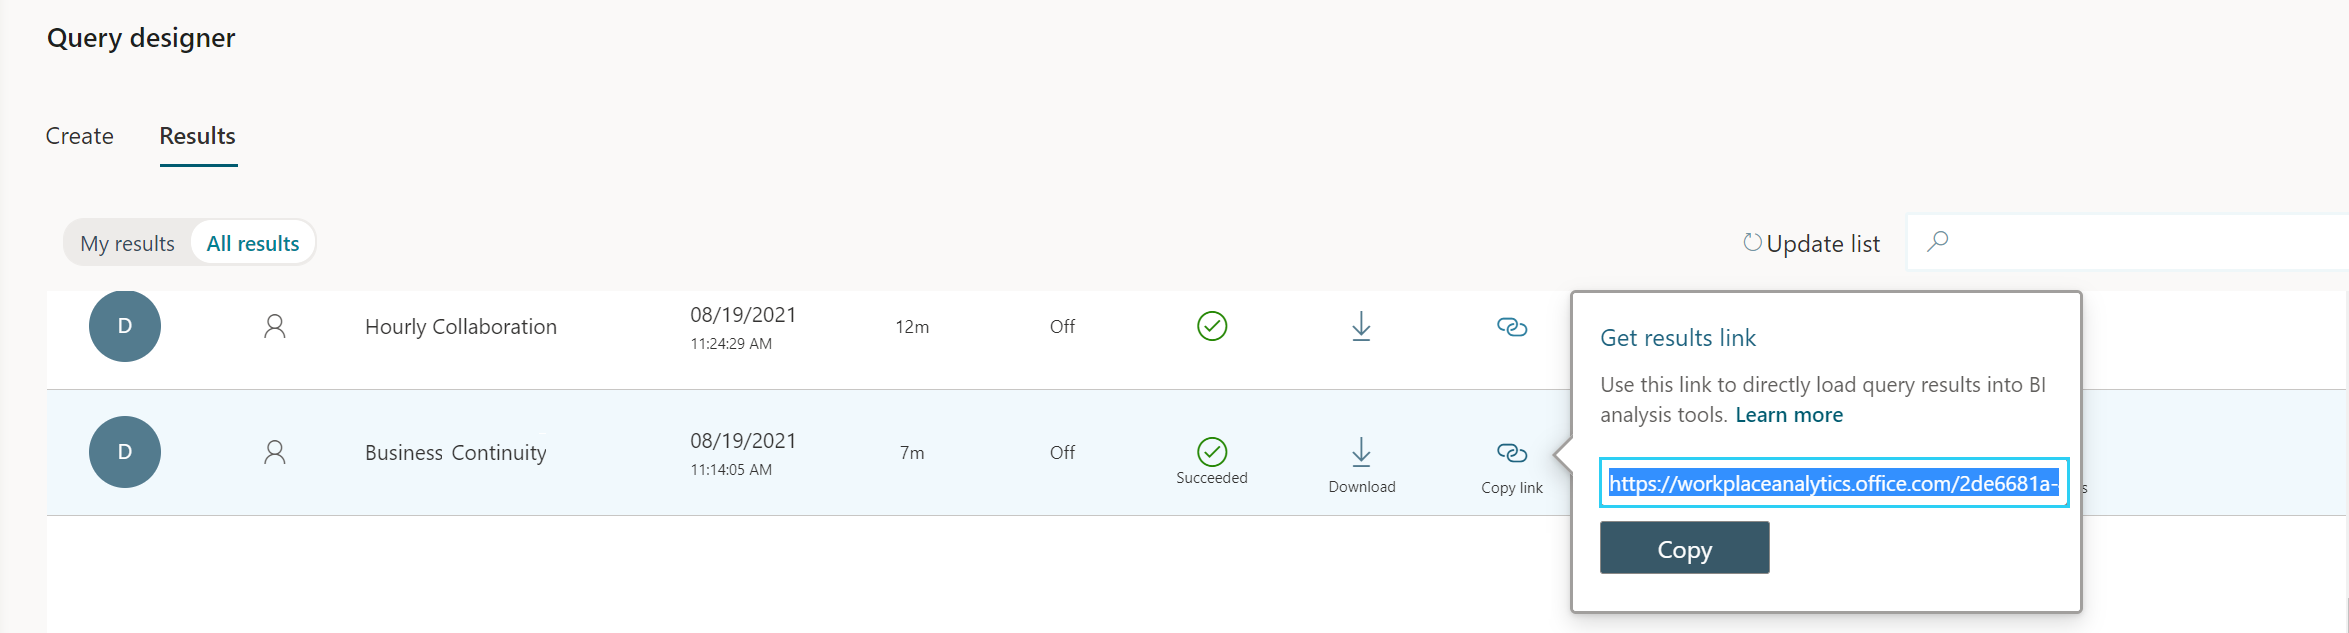 Query designer
Create Results
My results All results Update list
D Hourly Collaboration 08/19/2021 12m Off
11:24:29 AM
D Business Continuity 08/19/2021 7m Off
11:14:05 AM Succeeded Download Copy link
Get results link
Use this link to directly load query results into BI
analysis tools. Learn more
https://workplaceanalytics.office.com/2de6681a-
s
Copy